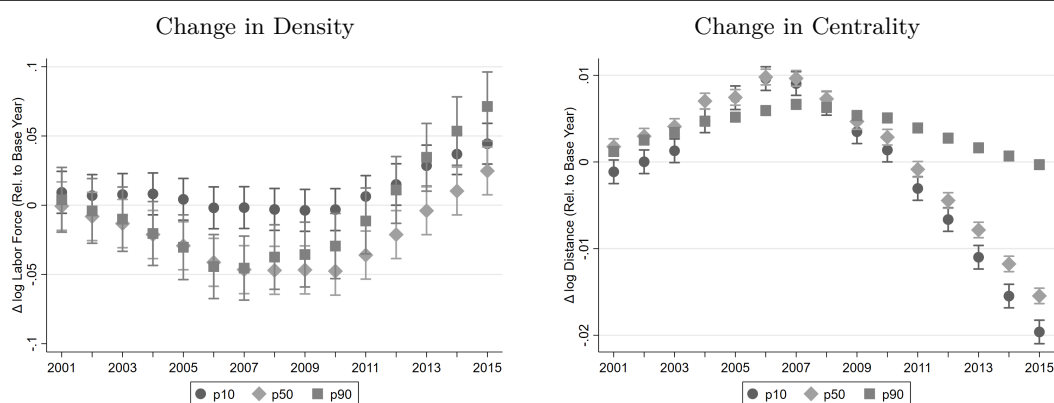 Change in Density
Δ log Labor Force (Rel. to Base Year)
.1
.05
0
-.05
-.1
2001 2003 2005 2007 2009 2011 2013 2015
p10 p50 p90
Change in Centrality
Δ log Distance (Rel. to Base Year)
.01
0
-.01
-.02
2001 2003 2005 2007 2009 2011 2013 2015
p10 p50 p90